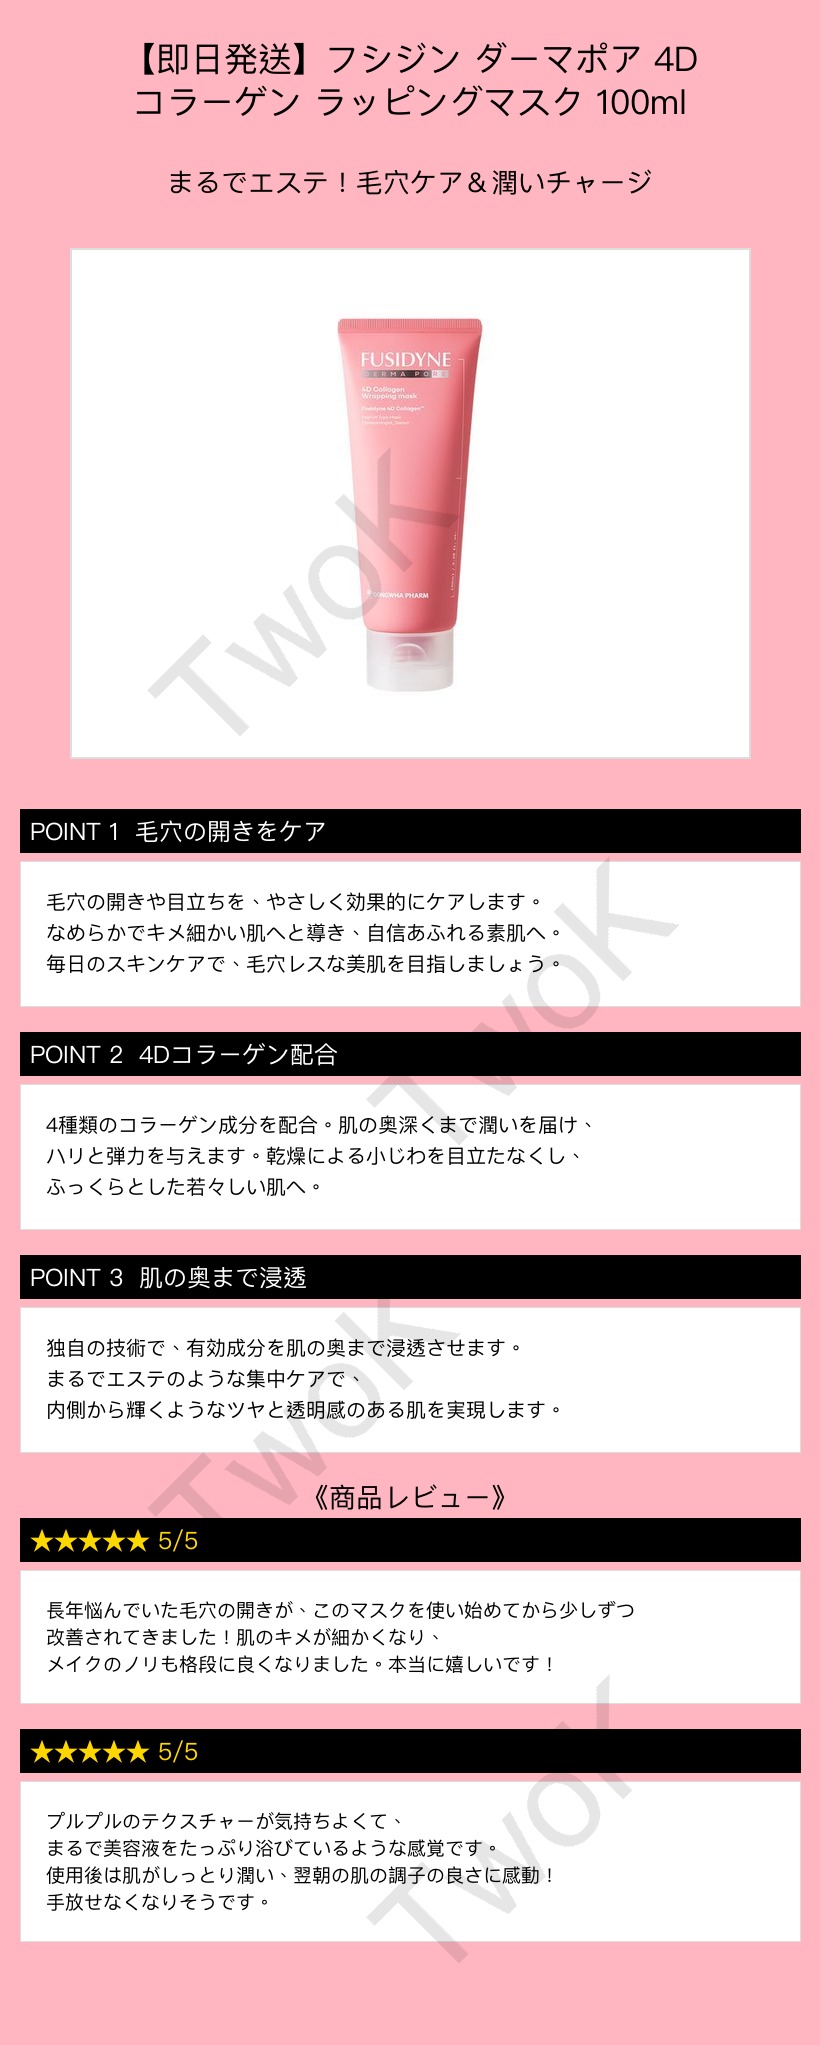 【即日発送】フシジン ダーマポア 4D
コラーゲン ラッピングマスク 100ml
まるでエステ！毛穴ケア＆潤いチャージ
FUSIDYNE
DERMA PORE
4D Collagen
Wrapping mask
Fusidyne 4D Collagen™
DONGWHA PHARM
TwoK
POINT 1 毛穴の開きをケア
毛穴の開きや目立ちを、やさしく効果的にケアします。
なめらかでキメ細かい肌へと導き、自信あふれる素肌へ。
毎日のスキンケアで、毛穴レスな美肌を目指しましょう。
TwoK
POINT 2 4Dコラーゲン配合
4種類のコラーゲン成分を配合。肌の奥深くまで潤いを届け、
ハリと弾力を与えます。乾燥による小じわを目立たなくし、
ふっくらとした若々しい肌へ。
POINT 3 肌の奥まで浸透
独自の技術で、有効成分を肌の奥まで浸透させます。
まるでエステのような集中ケアで、
内側から輝くようなツヤと透明感のある肌を実現します。
TwoK
《商品レビュー》
★★★★★ 5/5
長年悩んでいた毛穴の開きが、このマスクを使い始めてから少しずつ
改善されてきました！肌のキメが細かくなり、
メイクのノリも格段に良くなりました。本当に嬉しいです！
★★★★★ 5/5
プルプルのテクスチャーが気持ちよくて、
まるで美容液をたっぷり浴びているような感覚です。
使用後は肌がしっとり潤い、翌朝の肌の調子の良さに感動！
手放せなくなりそうです。
TwoK